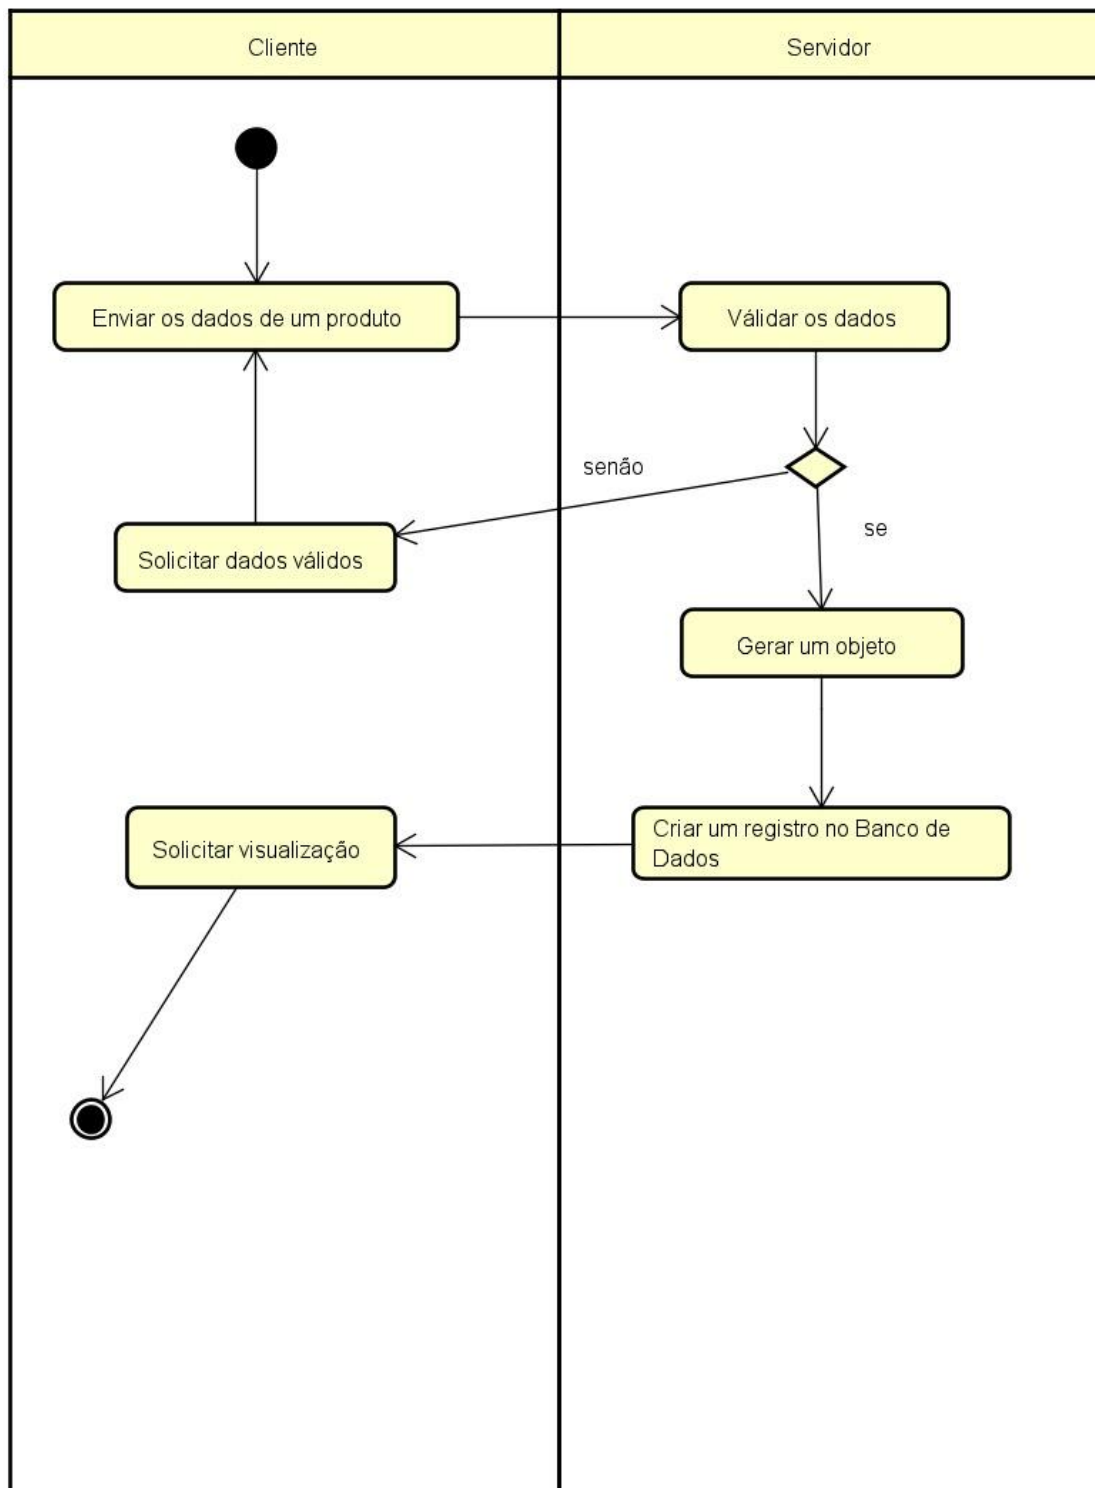 Cliente
Servidor
Enviar os dados de um produto
Válidar os dados
senão
se
Solicitar dados válidos
Gerar um objeto
Solicitar visualização
Criar um registro no Banco de
Dados